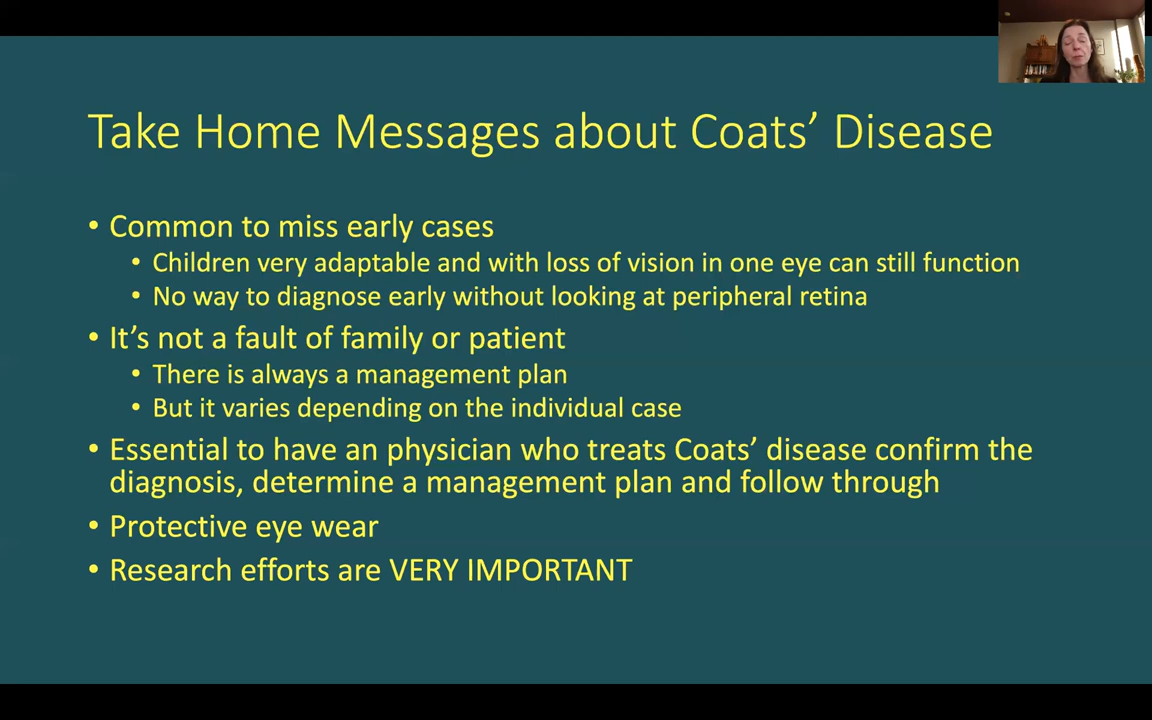 Take Home Messages about Coats’ Disease
• Common to miss early cases
• Children very adaptable and with loss of vision in one eye can still function
• No way to diagnose early without looking at peripheral retina
• It’s not a fault of family or patient
• There is always a management plan
• But it varies depending on the individual case
• Essential to have an physician who treats Coats’ disease confirm the
diagnosis, determine a management plan and follow through
• Protective eye wear
• Research efforts are VERY IMPORTANT